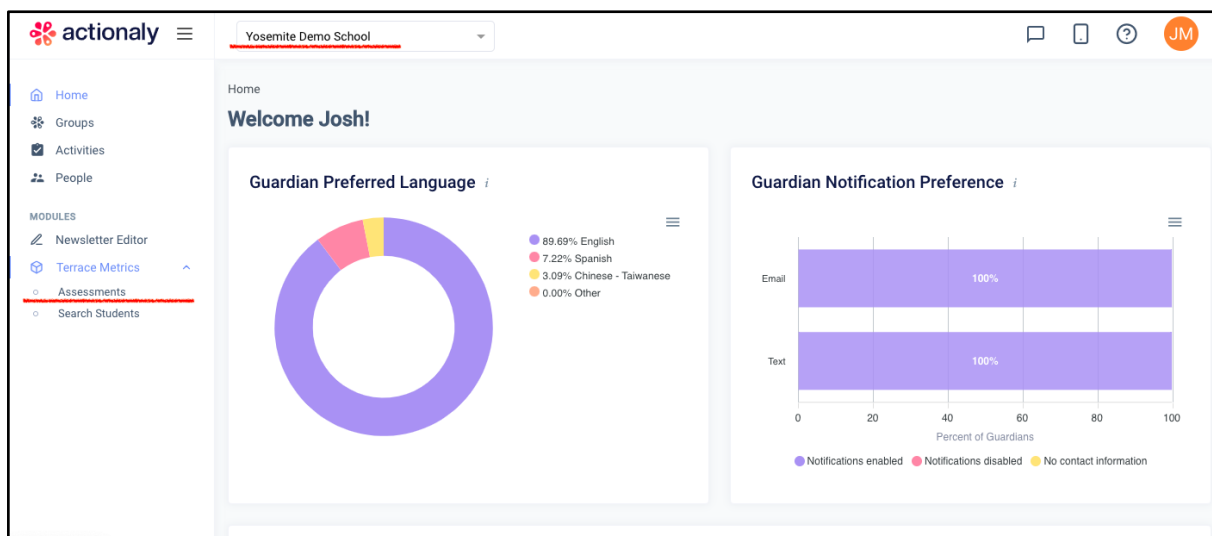 actionaly
Yosemite Demo School
JM
Home
Groups
Activities
People
MODULES
Newsletter Editor
Terrace Metrics
Assessments
Search Students
Home
Welcome Josh!
Guardian Preferred Language i
89.69% English
7.22% Spanish
3.09% Chinese - Taiwanese
0.00% Other
Guardian Notification Preference i
Email
100%
Text
100%
0 20 40 60 80 100
Percent of Guardians
Notifications enabled Notifications disabled No contact information